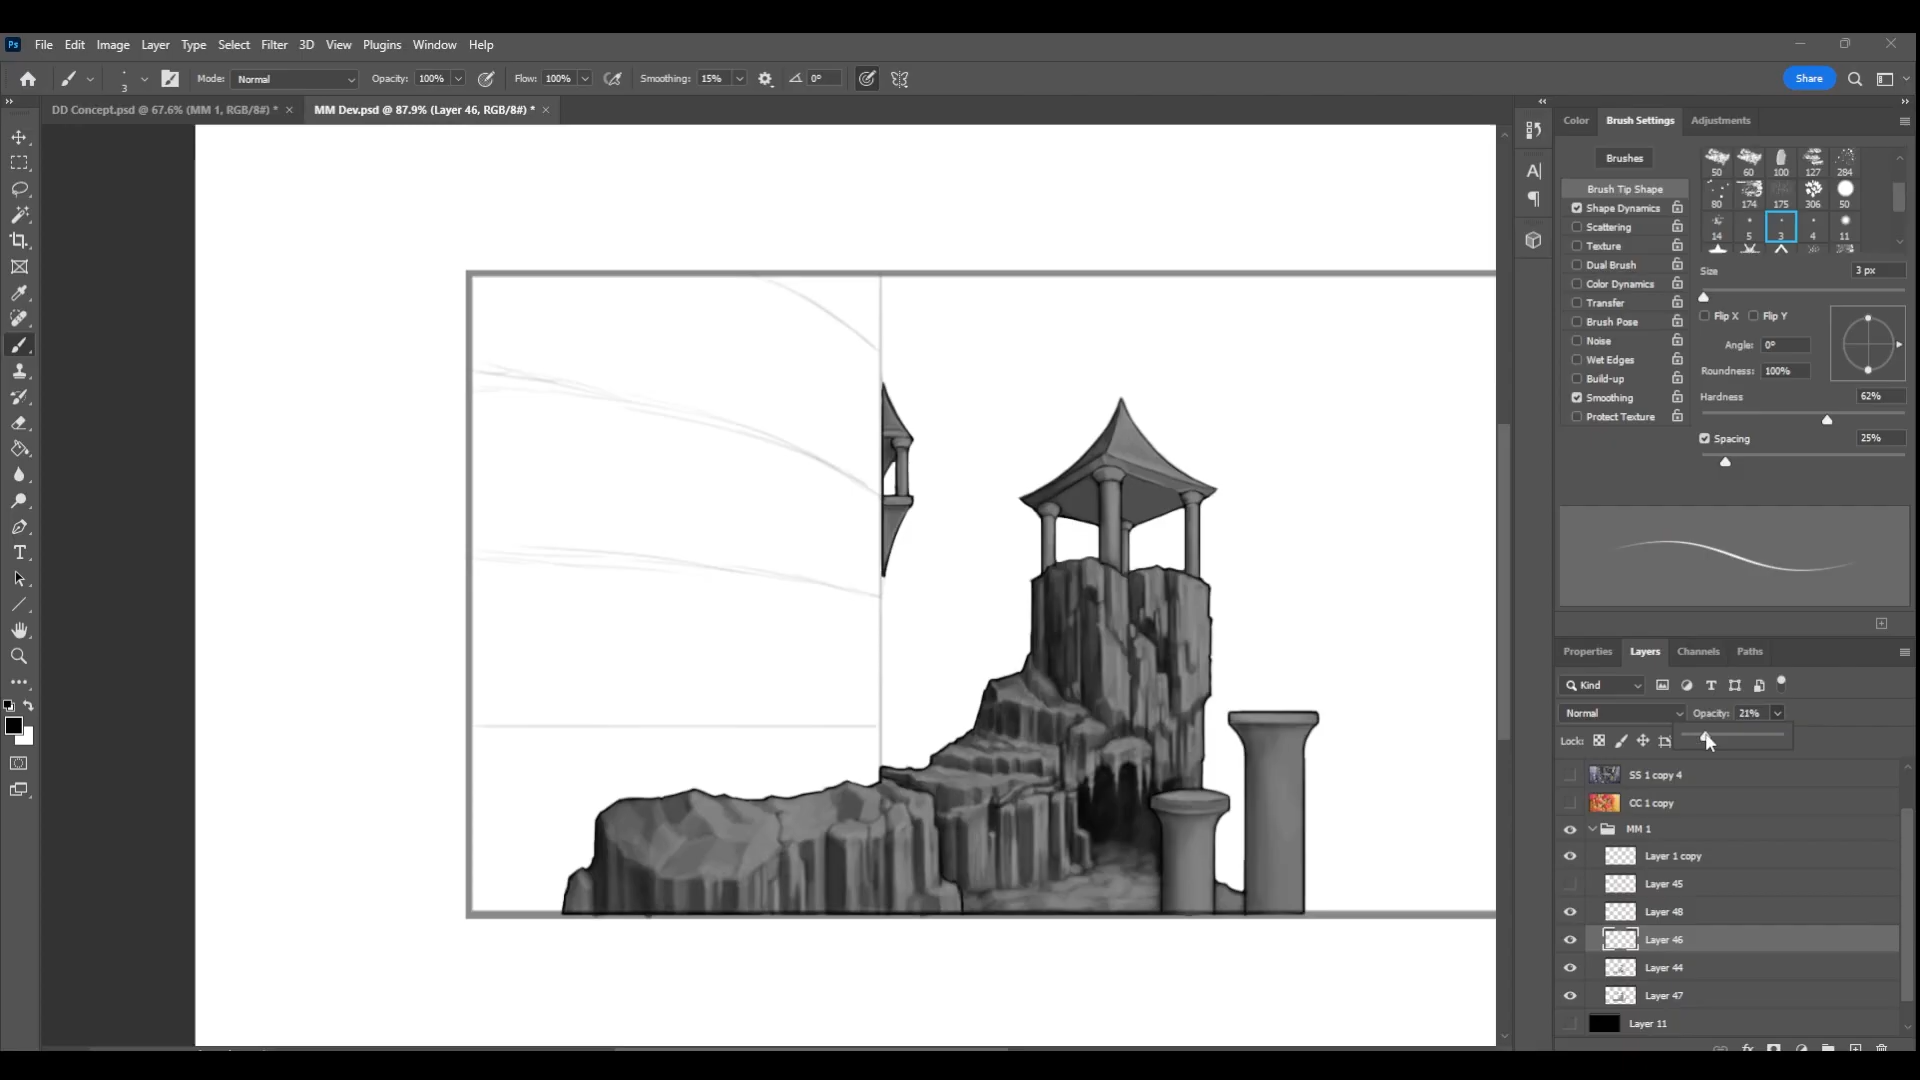 Ps File Edit Image Layer Type Select Filter 3D View Plugins Window Help
3 Mode: Normal Opacity: 100% Flow: 100% Smoothing: 15% 0° Share
DD Concept.psd @ 67.6% (MM 1, RGB/8#) * × MM Dev.psd @ 87.9% (Layer 46, RGB/8#) * ×
Color Brush Settings Adjustments
Brushes
50 60 100 127 284
Brush Tip Shape
80 174 175 306 50
Shape Dynamics
Scattering
14 5 3 4 11
Texture
Dual Brush
Size 3 px
Color Dynamics
Transfer
Flip X Flip Y
Brush Pose
Noise
Angle: 0°
Wet Edges
Roundness: 100%
Build-up
Smoothing
Hardness 62%
Protect Texture
Spacing 25%
Properties Layers Channels Paths
Kind
Normal Opacity: 21%
Lock:
SS 1 copy 4
CC 1 copy
MM 1
Layer 1 copy
Layer 45
Layer 48
Layer 46
Layer 44
Layer 47
Layer 11
fx